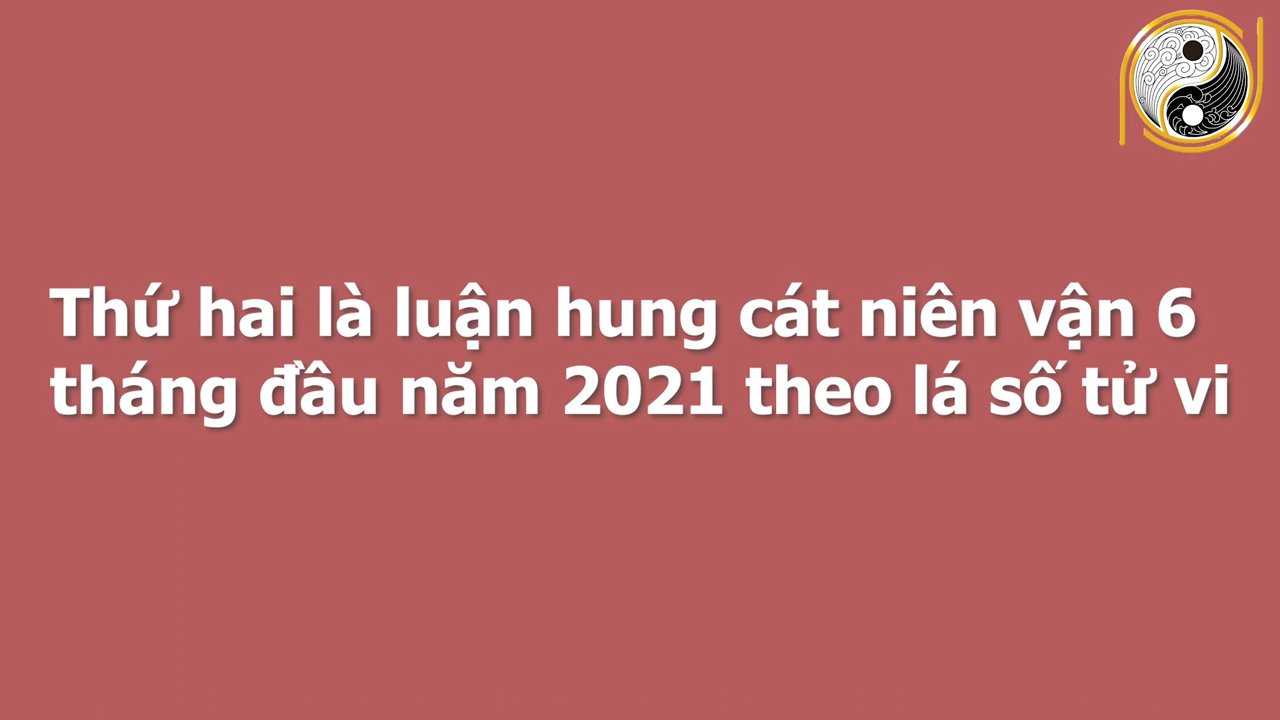 Thứ hai là luận hung cát niên vận 6
tháng đầu năm 2021 theo lá số tử vi